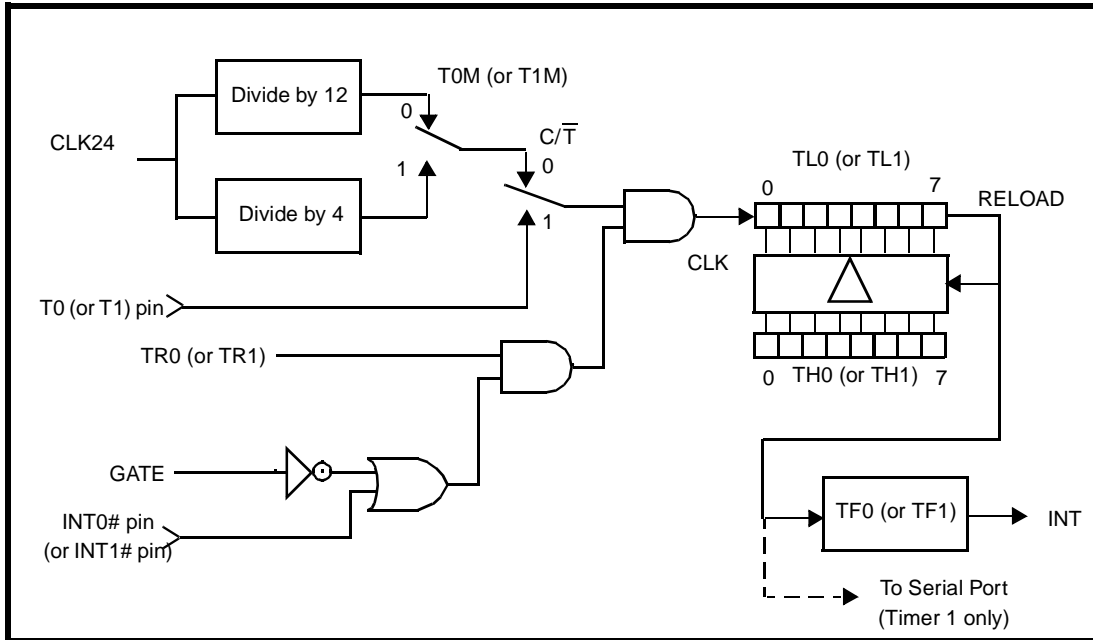 T0M (or T1M)
Divide by 12
0
CLK24
C/T̅
0
1
Divide by 4
1
TL0 (or TL1)
0 7
RELOAD
CLK
T0 (or T1) pin
TR0 (or TR1)
0 TH0 (or TH1) 7
GATE
INT0# pin
(or INT1# pin)
TF0 (or TF1)
INT
To Serial Port
(Timer 1 only)